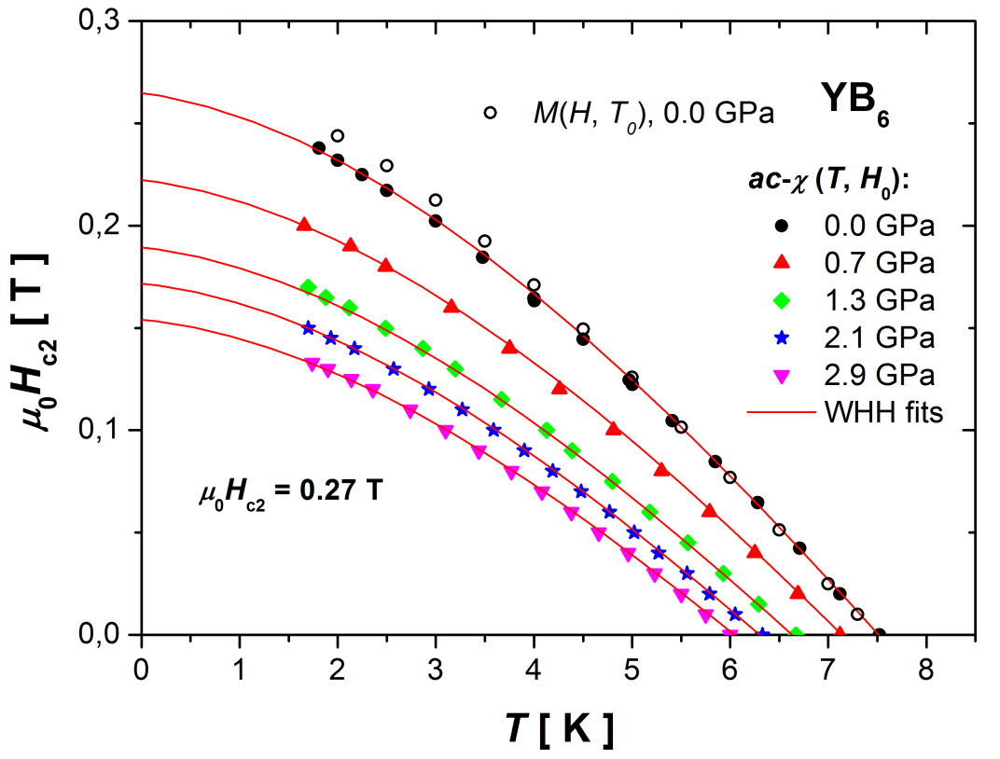 0,3
0,2
0,1
0,0
μ0Hc2 [ T ]
M(H, T0), 0.0 GPa
YB6
ac-χ (T, H0):
0.0 GPa
0.7 GPa
1.3 GPa
2.1 GPa
2.9 GPa
WHH fits
μ0Hc2 = 0.27 T
0 1 2 3 4 5 6 7 8
T [ K ]